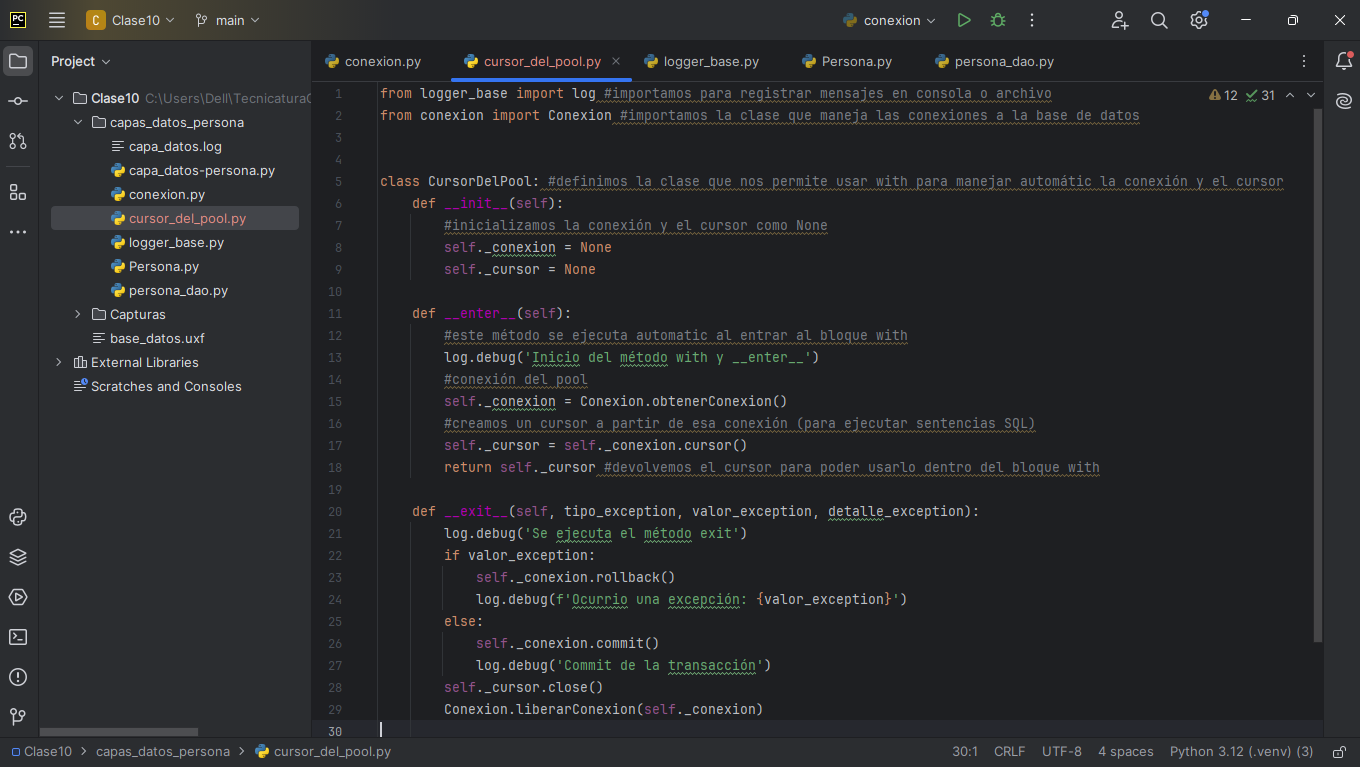 PC
C Clase10
main
conexion
Project
Clase10 C:\Users\Dell\Tecnicatura
capas_datos_persona
capa_datos.log
capa_datos-persona.py
conexion.py
cursor_del_pool.py
logger_base.py
Persona.py
persona_dao.py
Capturas
base_datos.uxf
External Libraries
Scratches and Consoles
conexion.py cursor_del_pool.py logger_base.py Persona.py persona_dao.py
12 31
1 from logger_base import log #importamos para registrar mensajes en consola o archivo
2 from conexion import Conexion #importamos la clase que maneja las conexiones a la base de datos
3
4
5 class CursorDelPool: #definimos la clase que nos permite usar with para manejar automátic la conexión y el cursor
6     def __init__(self):
7         #inicializamos la conexión y el cursor como None
8         self._conexion = None
9         self._cursor = None
10
11     def __enter__(self):
12         #este método se ejecuta automatic al entrar al bloque with
13         log.debug('Inicio del método with y __enter__')
14         #conexión del pool
15         self._conexion = Conexion.obtenerConexion()
16         #creamos un cursor a partir de esa conexión (para ejecutar sentencias SQL)
17         self._cursor = self._conexion.cursor()
18         return self._cursor #devolvemos el cursor para poder usarlo dentro del bloque with
19
20     def __exit__(self, tipo_exception, valor_exception, detalle_exception):
21         log.debug('Se ejecuta el método exit')
22         if valor_exception:
23             self._conexion.rollback()
24             log.debug(f'Ocurrio una excepción: {valor_exception}')
25         else:
26             self._conexion.commit()
27             log.debug('Commit de la transacción')
28         self._cursor.close()
29         Conexion.liberarConexion(self._conexion)
30
Clase10 > capas_datos_persona > cursor_del_pool.py
30:1 CRLF UTF-8 4 spaces Python 3.12 (.venv) (3)